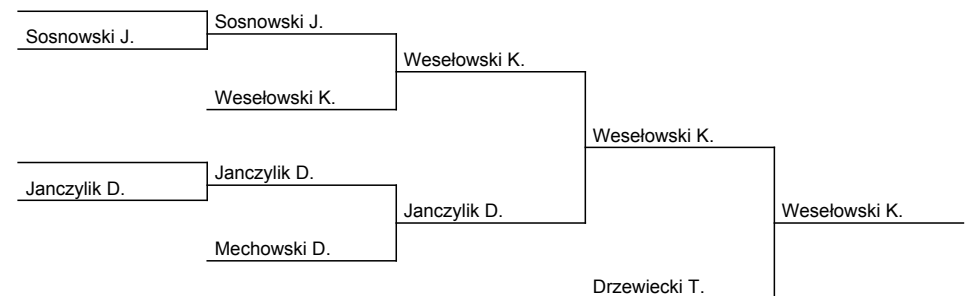 Sosnowski J.
Sosnowski J.
Wesełowski K.
Wesełowski K.
Wesełowski K.
Janczylik D.
Janczylik D.
Janczylik D.
Wesełowski K.
Mechowski D.
Drzewiecki T.